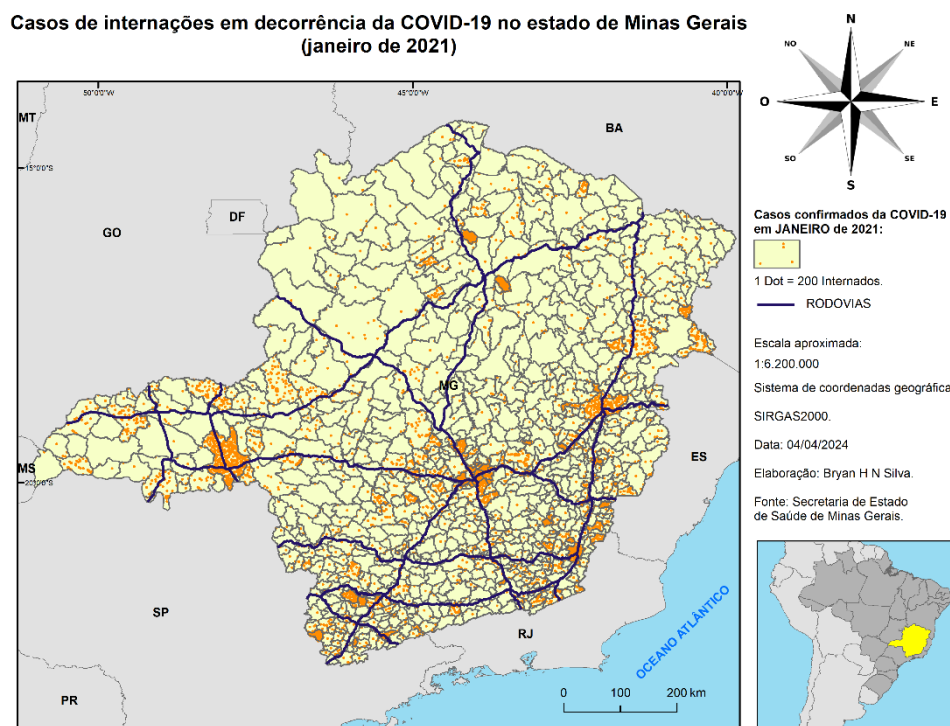 Casos de internações em decorrência da COVID-19 no estado de Minas Gerais
(janeiro de 2021)
N
NO
NE
O
E
SO
SE
S
50°0'0"W
45°0'0"W
40°0'0"W
MT
BA
15°0'0"S
DF
GO
MG
MS
20°0'0"S
ES
SP
RJ
PR
OCEANO ATLÂNTICO
0 100 200 km
Casos confirmados da COVID-19
em JANEIRO de 2021:
1 Dot = 200 Internados.
RODOVIAS
Escala aproximada:
1:6.200.000
Sistema de coordenadas geográfica
SIRGAS2000.
Data: 04/04/2024
Elaboração: Bryan H N Silva.
Fonte: Secretaria de Estado
de Saúde de Minas Gerais.